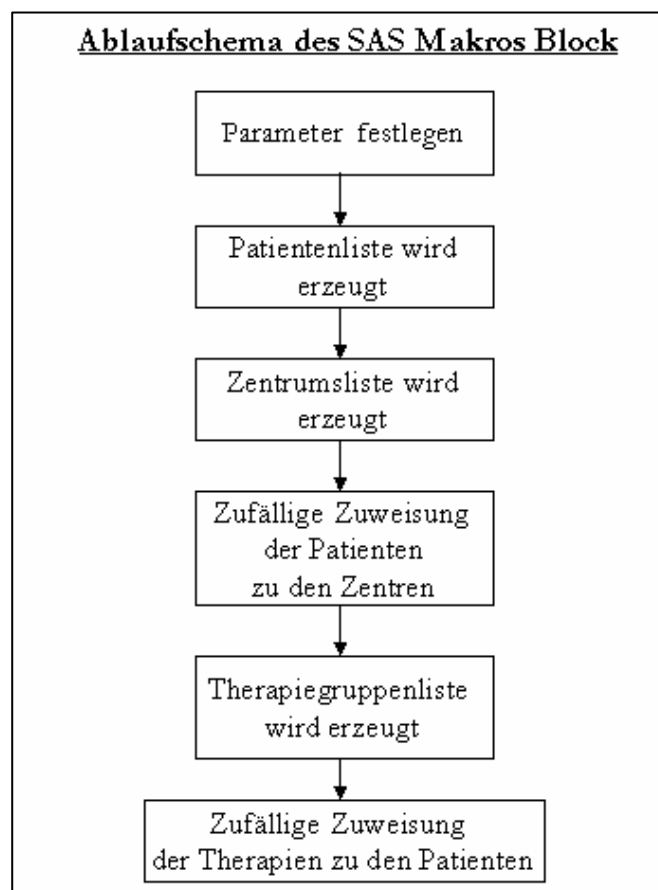 Ablaufschema des SAS Makros Block
Parameter festlegen
Patientenliste wird
erzeugt
Zentrumsliste wird
erzeugt
Zufällige Zuweisung
der Patienten
zu den Zentren
Therapiegruppenliste
wird erzeugt
Zufällige Zuweisung
der Therapien zu den Patienten